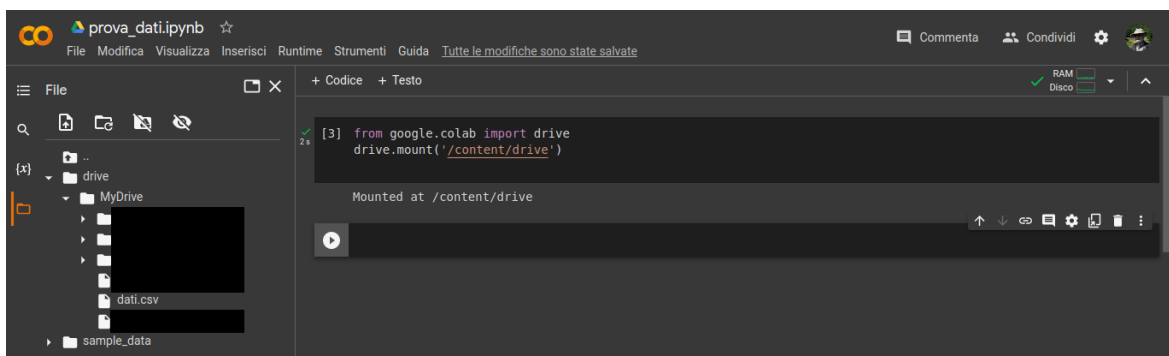 prova_dati.ipynb
File Modifica Visualizza Inserisci Runtime Strumenti Guida Tutte le modifiche sono state salvate
Commenta
Condividi
File
+ Codice + Testo
RAM
Disco
{x}
..
drive
MyDrive
dati.csv
sample_data
2 s
[3] from google.colab import drive
drive.mount('/content/drive')
Mounted at /content/drive